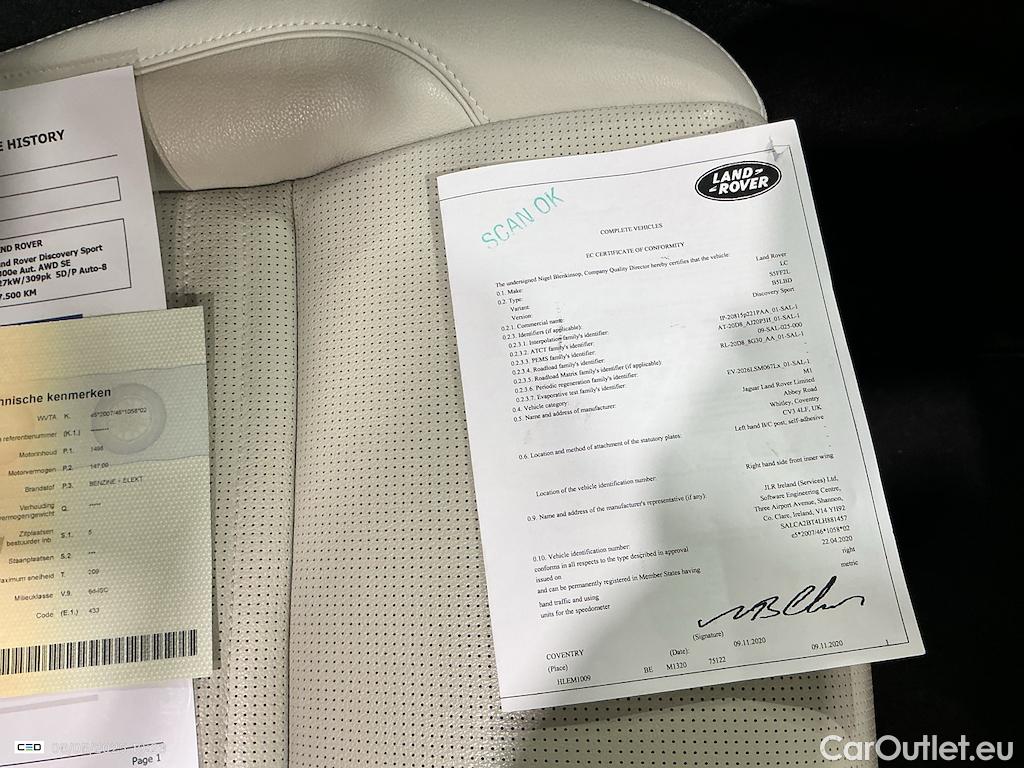 E HISTORY
ND ROVER
nd Rover Discovery Sport
300e Aut. AWD SE
27kW/309pk 5D/P Auto-8
7.500 KM
hnische kenmerken
WVTA K. e5*2007/46*1058*02
referentienummer (K.1.) *******
Motorinhoud P.1. 1498
Motorvermogen P.2. 147,00
Brandstof P.3. BENZINE + ELEKT
Verhouding
vermogen/gewicht Q. *****
Zitplaatsen
bestuurder inb S.1. 5
Staanplaatsen S.2. ***
aximum snelheid T. 209
Milieuklasse V.9. 6d-ISC
Code (E.1.) 433
Page 1
SCAN OK
LAND ROVER
COMPLETE VEHICLES
EC CERTIFICATE OF CONFORMITY
The undersigned Nigel Blenkinsop, Company Quality Director hereby certifies that the vehicle:
0.1. Make: Land Rover
0.2. Type: LC
Variant: S5FF2L
Version: B5LBD
0.2.1. Commercial name: Discovery Sport
0.2.3. Identifiers (if applicable):
0.2.3.1. Interpolation family's identifier: IP-20815p221PAA_01-SAL-1
0.2.3.2. ATCT family's identifier: AT-20D8_AJ20P3H_01-SAL-1
0.2.3.3. PEMS family's identifier: 09-SAL-025-000
0.2.3.4. Roadload family's identifier: RL-20D8_8G30_AA_01-SAL-1
0.2.3.5. Roadload Matrix family's identifier (if applicable): -
0.2.3.6. Periodic regeneration family's identifier: -
0.2.3.7. Evaporative test family's identifier: EV-2026LSM067Lx_01-SAL-1
0.4. Vehicle category: M1
0.5. Name and address of manufacturer: Jaguar Land Rover Limited
Abbey Road
Whitley, Coventry
CV3 4LF, UK
0.6. Location and method of attachment of the statutory plates: Left hand B/C post, self-adhesive
Location of the vehicle identification number: Right hand side front inner wing
0.9. Name and address of the manufacturer's representative (if any): JLR Ireland (Services) Ltd,
Software Engineering Centre,
Three Airport Avenue, Shannon,
Co. Clare, Ireland, V14 YH92
0.10. Vehicle identification number: SALCA2BT4LH881457
conforms in all respects to the type described in approval e5*2007/46*1058*02
issued on 22.04.2020
and can be permanently registered in Member States having right
hand traffic and using metric
units for the speedometer
COVENTRY
(Place)
(Signature)
(Date): 09.11.2020
09.11.2020
1
HLEM1009 BE M1320 75122
CarOutlet.eu